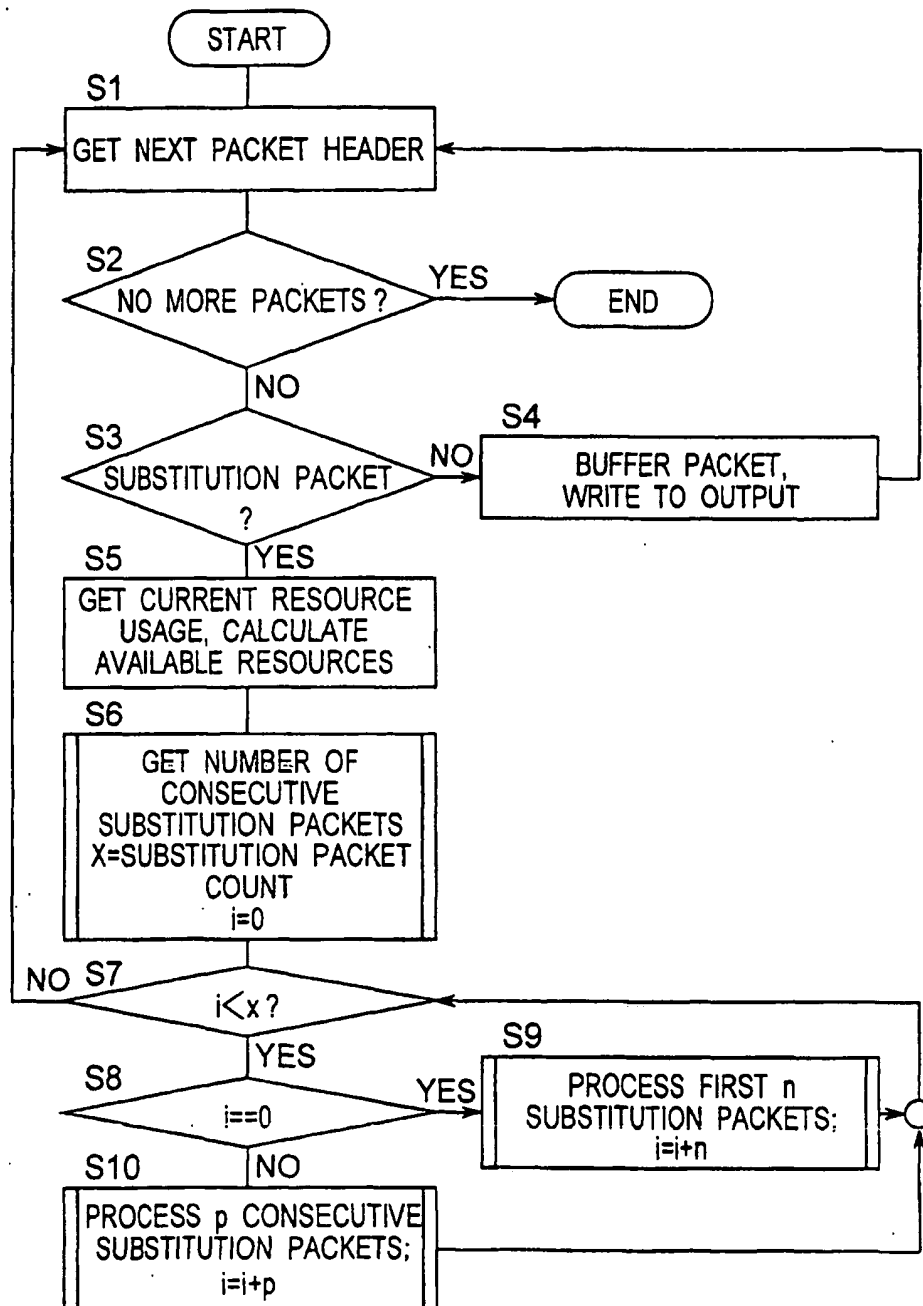 START
S1
GET NEXT PACKET HEADER
S2
NO MORE PACKETS ?
YES
END
NO
S3
SUBSTITUTION PACKET
?
NO
S4
BUFFER PACKET,
WRITE TO OUTPUT
YES
S5
GET CURRENT RESOURCE
USAGE, CALCULATE
AVAILABLE RESOURCES
S6
GET NUMBER OF
CONSECUTIVE
SUBSTITUTION PACKETS
X=SUBSTITUTION PACKET
COUNT
i=0
NO
S7
i<x ?
YES
S8
i==0
YES
S9
PROCESS FIRST n
SUBSTITUTION PACKETS;
i=i+n
NO
S10
PROCESS p CONSECUTIVE
SUBSTITUTION PACKETS;
i=i+p